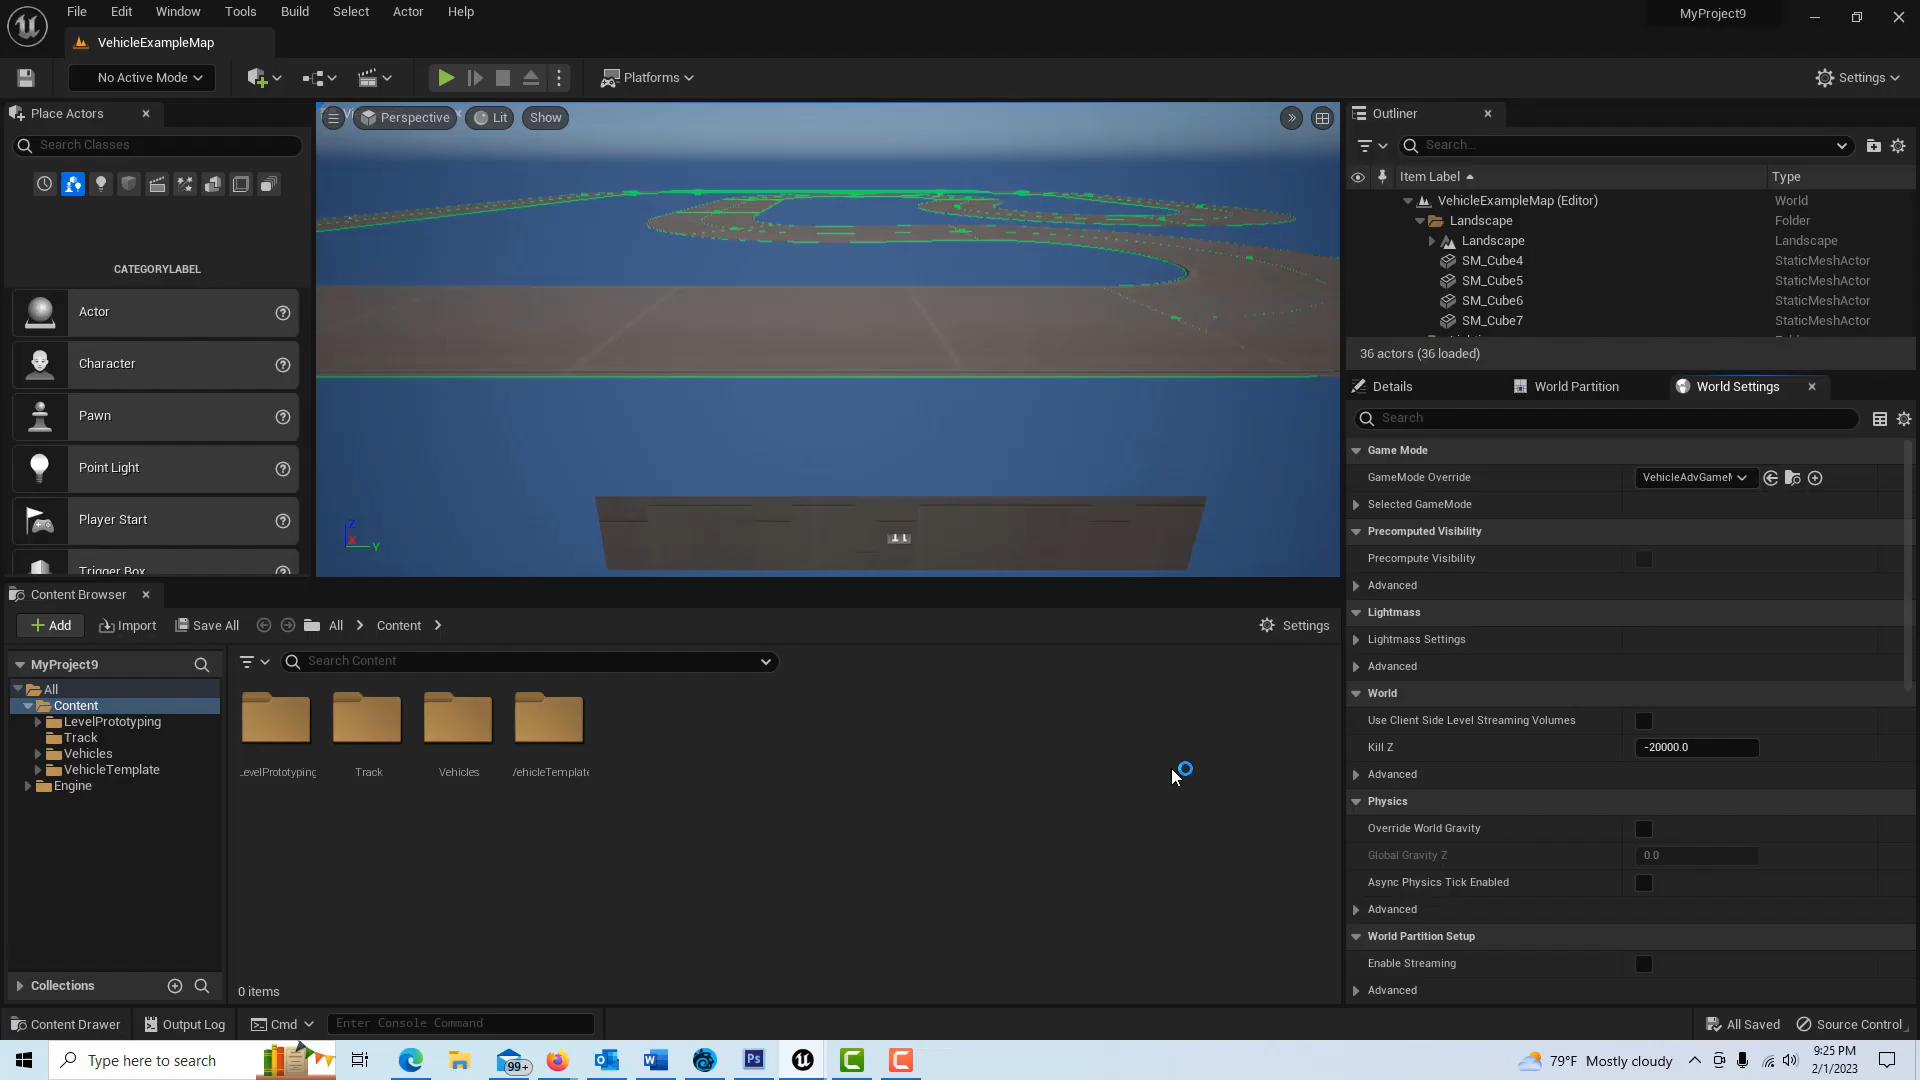 File Edit Window Tools Build Select Actor Help
MyProject9
VehicleExampleMap
No Active Mode
Platforms
Settings
Place Actors
Search Classes
CATEGORYLABEL
Actor
Character
Pawn
Point Light
Player Start
Trigger Box
Perspective Lit Show
Z
X
Y
Outliner
Search...
Item Label Type
VehicleExampleMap (Editor) World
Landscape Folder
Landscape Landscape
SM_Cube4 StaticMeshActor
SM_Cube5 StaticMeshActor
SM_Cube6 StaticMeshActor
SM_Cube7 StaticMeshActor
36 actors (36 loaded)
Details World Partition World Settings
Search
Game Mode
GameMode Override VehicleAdvGameM
Selected GameMode
Precomputed Visibility
Precompute Visibility
Advanced
Lightmass
Lightmass Settings
Advanced
World
Use Client Side Level Streaming Volumes
Kill Z -20000.0
Advanced
Physics
Override World Gravity
Global Gravity Z 0.0
Async Physics Tick Enabled
Advanced
World Partition Setup
Enable Streaming
Advanced
Content Browser
Add Import Save All All Content Settings
MyProject9
All
Content
LevelPrototyping
Track
Vehicles
VehicleTemplate
Engine
Collections
Search Content
LevelPrototyping Track Vehicles VehicleTemplate
0 items
Content Drawer Output Log Cmd Enter Console Command All Saved Source Control
Type here to search
99+
79°F Mostly cloudy
9:25 PM
2/1/2023